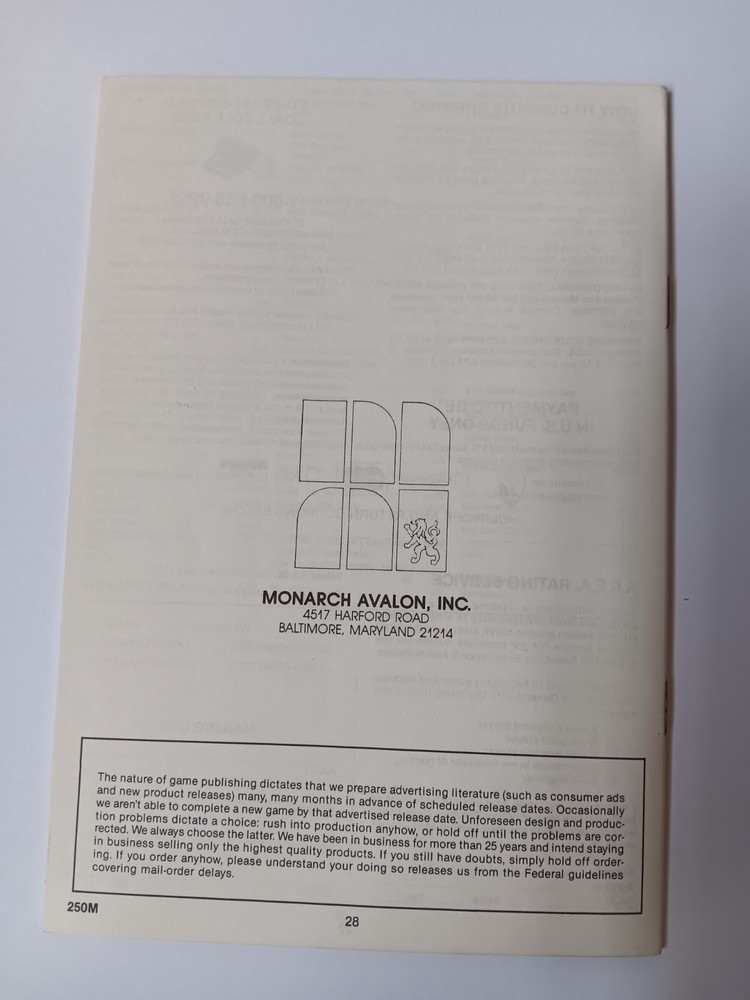 MONARCH AVALON, INC.
4517 HARFORD ROAD
BALTIMORE, MARYLAND 21214
The nature of game publishing dictates that we prepare advertising literature (such as consumer ads
and new product releases) many, many months in advance of scheduled release dates. Occasionally
we aren't able to complete a new game by that advertised release date. Unforeseen design and produc-
tion problems dictate a choice: rush into production anyhow, or hold off until the problems are cor-
rected. We always choose the latter. We have been in business for more than 25 years and intend staying
in business selling only the highest quality products. If you still have doubts, simply hold off order-
ing. If you order anyhow, please understand your doing so releases us from the Federal guidelines
covering mail-order delays.
250M
28